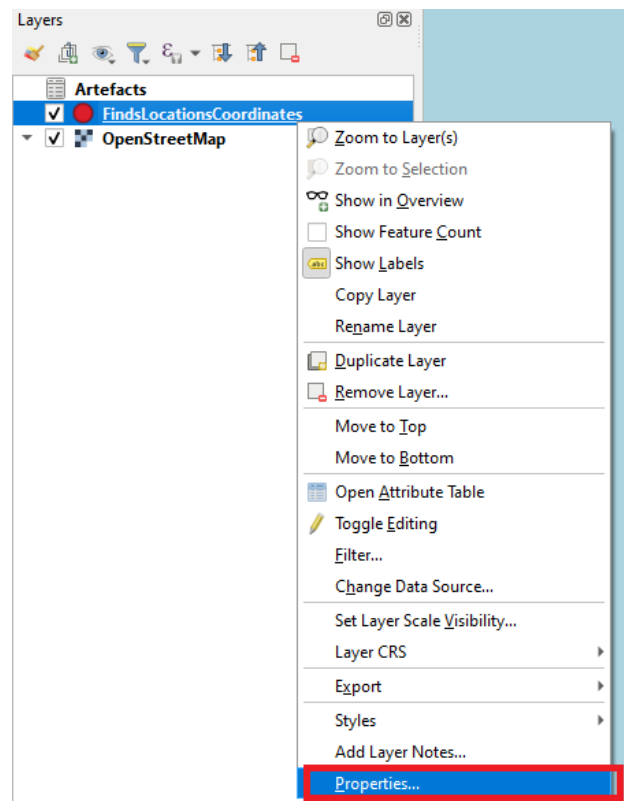 Layers
Artefacts
FindsLocationsCoordinates
OpenStreetMap
Zoom to Layer(s)
Zoom to Selection
Show in Overview
Show Feature Count
abc Show Labels
Copy Layer
Rename Layer
Duplicate Layer
Remove Layer...
Move to Top
Move to Bottom
Open Attribute Table
Toggle Editing
Filter...
Change Data Source...
Set Layer Scale Visibility...
Layer CRS
Export
Styles
Add Layer Notes...
Properties...